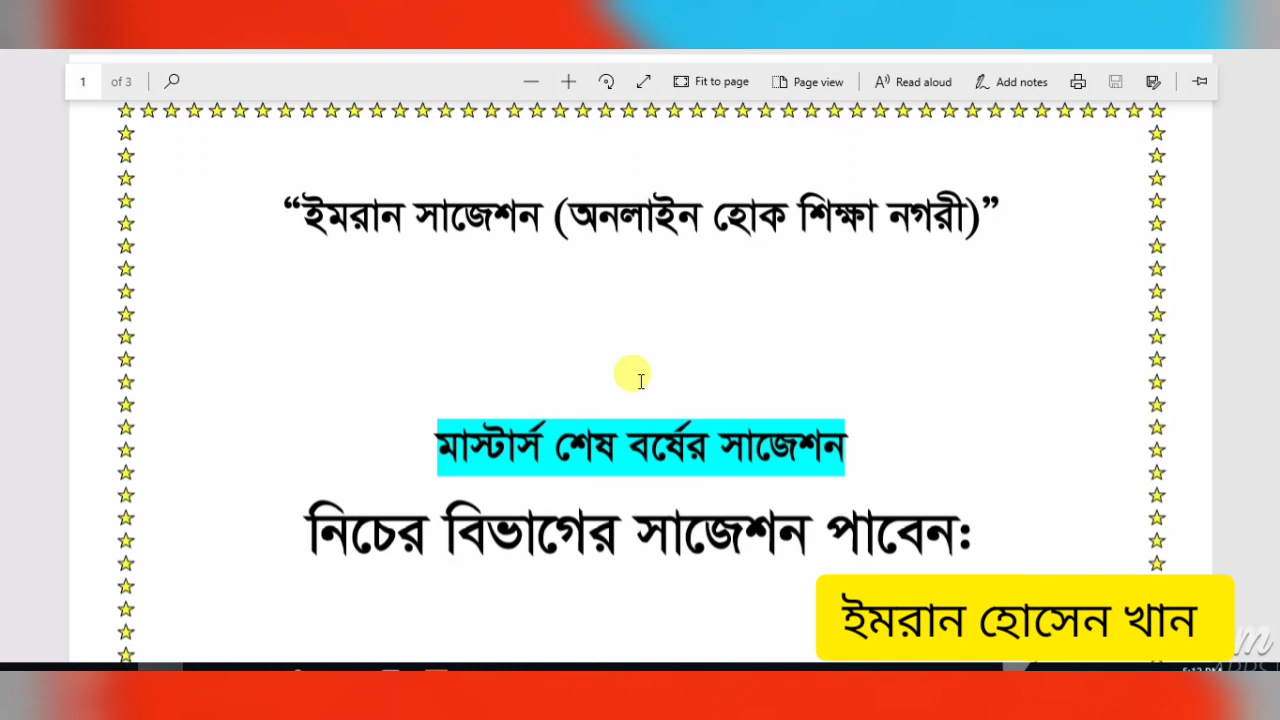 1 of 3 Fit to page Page view Read aloud Add notes
“ইমরান সাজেশন (অনলাইন হোক শিক্ষা নগরী)”
মাস্টার্স শেষ বর্ষের সাজেশন
নিচের বিভাগের সাজেশন পাবেন:
ইমরান হোসেন খান